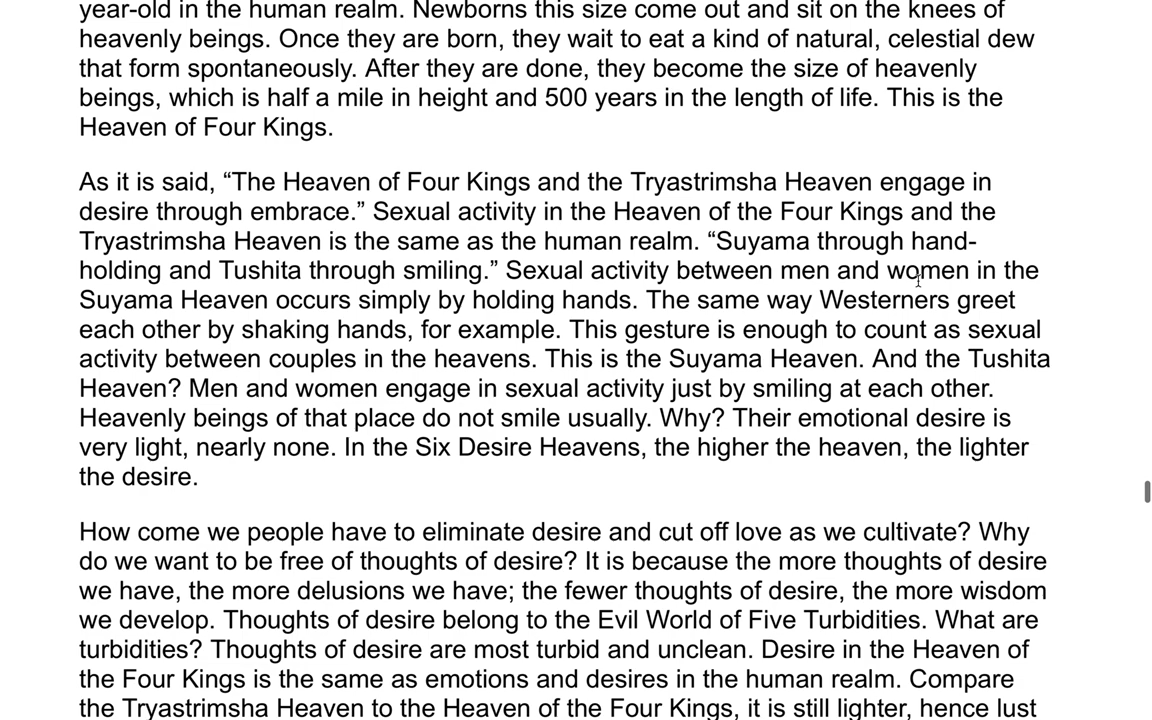 year-old in the human realm. Newborns this size come out and sit on the knees of
heavenly beings. Once they are born, they wait to eat a kind of natural, celestial dew
that form spontaneously. After they are done, they become the size of heavenly
beings, which is half a mile in height and 500 years in the length of life. This is the
Heaven of Four Kings.
As it is said, “The Heaven of Four Kings and the Tryastrimsha Heaven engage in
desire through embrace.” Sexual activity in the Heaven of the Four Kings and the
Tryastrimsha Heaven is the same as the human realm. “Suyama through hand-
holding and Tushita through smiling.” Sexual activity between men and women in the
Suyama Heaven occurs simply by holding hands. The same way Westerners greet
each other by shaking hands, for example. This gesture is enough to count as sexual
activity between couples in the heavens. This is the Suyama Heaven. And the Tushita
Heaven? Men and women engage in sexual activity just by smiling at each other.
Heavenly beings of that place do not smile usually. Why? Their emotional desire is
very light, nearly none. In the Six Desire Heavens, the higher the heaven, the lighter
the desire.
How come we people have to eliminate desire and cut off love as we cultivate? Why
do we want to be free of thoughts of desire? It is because the more thoughts of desire
we have, the more delusions we have; the fewer thoughts of desire, the more wisdom
we develop. Thoughts of desire belong to the Evil World of Five Turbidities. What are
turbidities? Thoughts of desire are most turbid and unclean. Desire in the Heaven of
the Four Kings is the same as emotions and desires in the human realm. Compare
the Tryastrimsha Heaven to the Heaven of the Four Kings, it is still lighter, hence lust